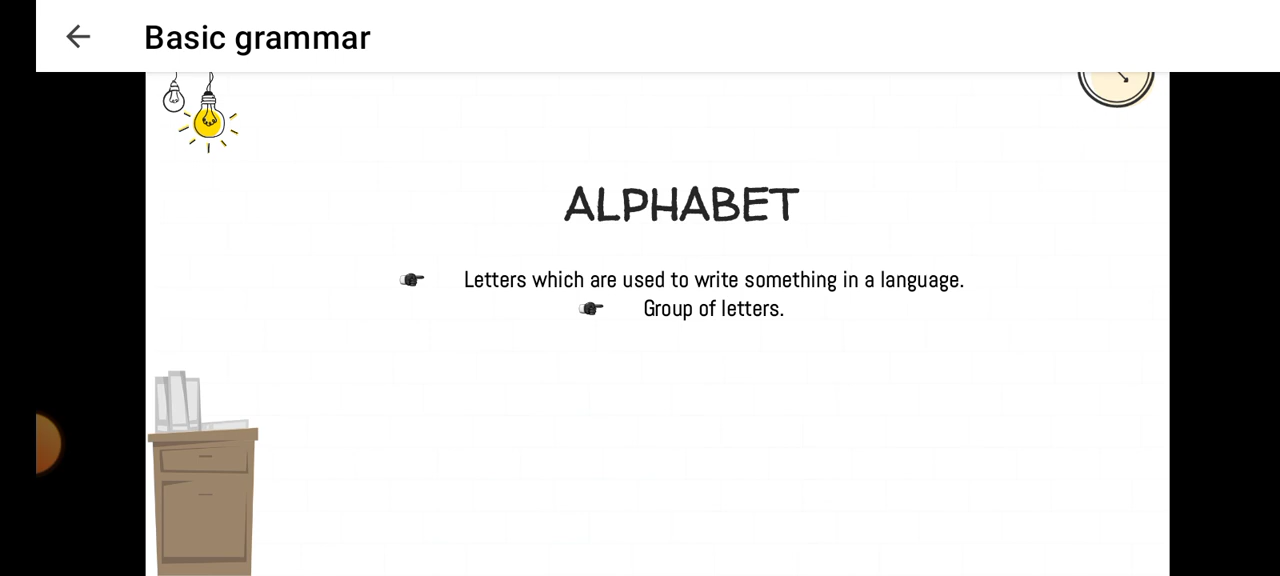 Basic grammar
ALPHABET
Letters which are used to write something in a language.
Group of letters.